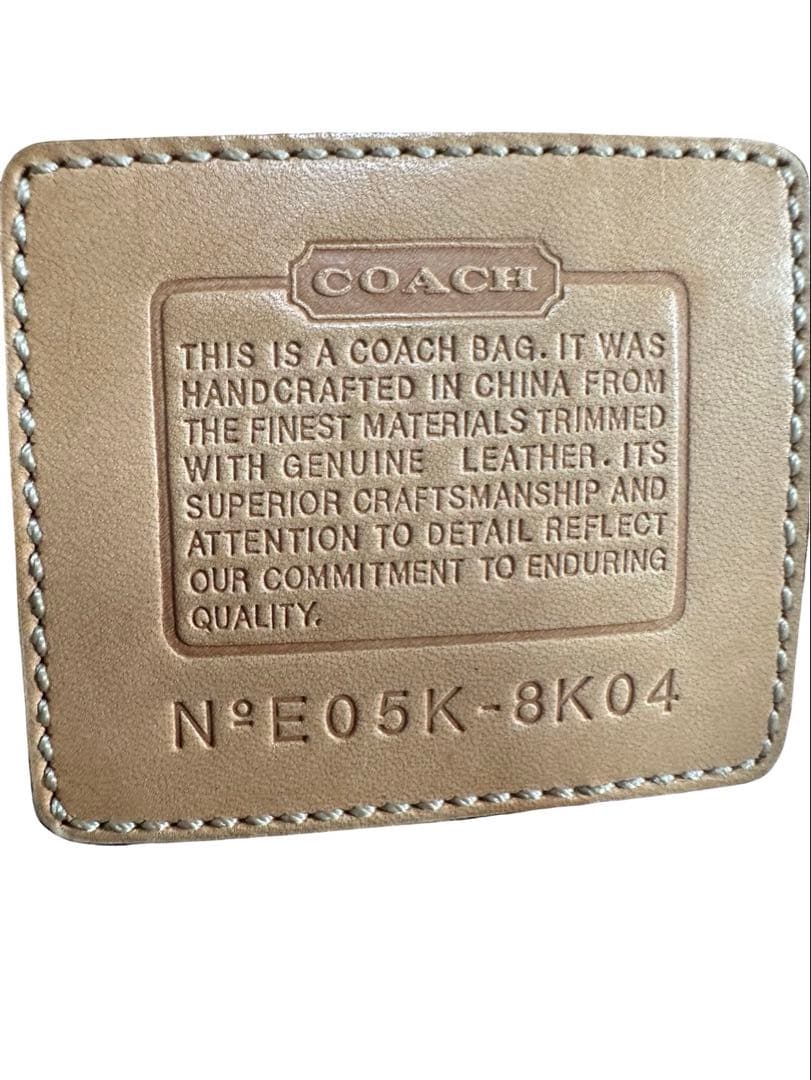 COACH
THIS IS A COACH BAG. IT WAS
HANDCRAFTED IN CHINA FROM
THE FINEST MATERIALS TRIMMED
WITH GENUINE LEATHER. ITS
SUPERIOR CRAFTSMANSHIP AND
ATTENTION TO DETAIL REFLECT
OUR COMMITMENT TO ENDURING
QUALITY.
NºE05K-8K04